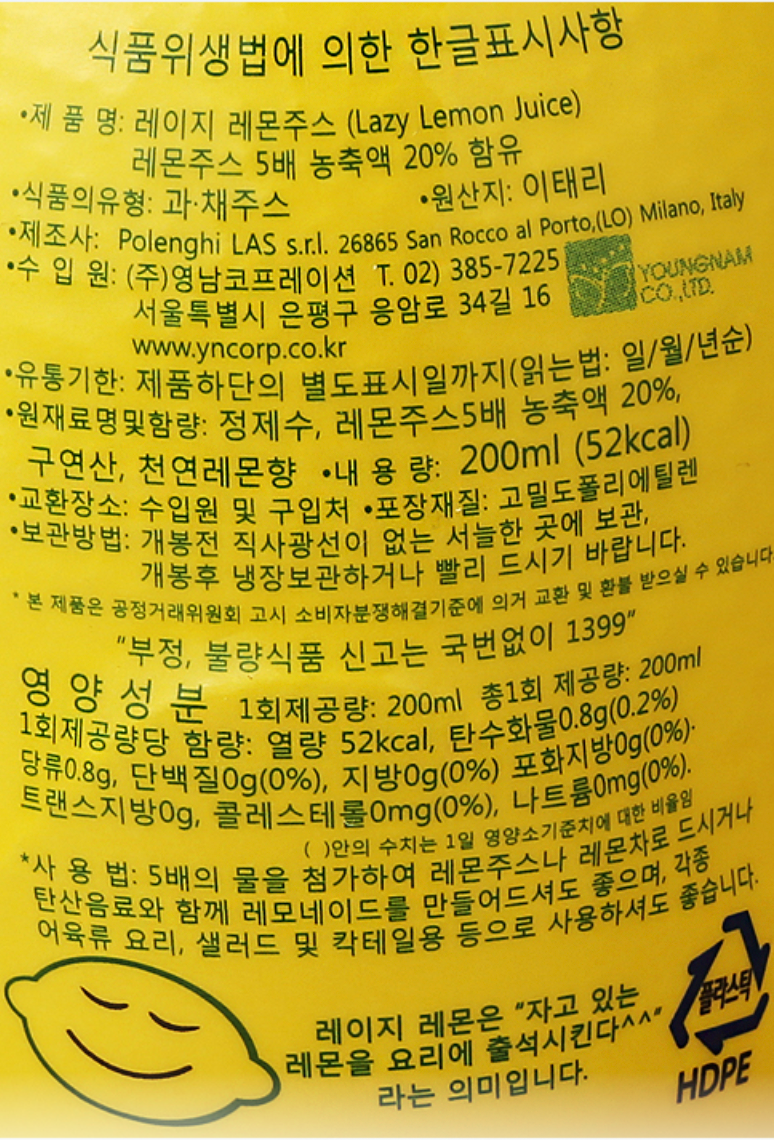 식품위생법에 의한 한글표시사항
•제 품 명: 레이지 레몬주스 (Lazy Lemon Juice)
레몬주스 5배 농축액 20% 함유
•식품의유형: 과·채주스 •원산지: 이태리
•제조사: Polenghi LAS s.r.l. 26865 San Rocco al Porto,(LO) Milano, Italy
•수 입 원: (주)영남코프레이션 T. 02) 385-7225
서울특별시 은평구 응암로 34길 16
YOUNGNAM
CO.,LTD.
www.yncorp.co.kr
•유통기한: 제품하단의 별도표시일까지(읽는법: 일/월/년순)
•원재료명및함량: 정제수, 레몬주스5배 농축액 20%,
구연산, 천연레몬향 •내 용 량: 200ml (52kcal)
•교환장소: 수입원 및 구입처 •포장재질: 고밀도폴리에틸렌
•보관방법: 개봉전 직사광선이 없는 서늘한 곳에 보관,
개봉후 냉장보관하거나 빨리 드시기 바랍니다.
* 본 제품은 공정거래위원회 고시 소비자분쟁해결기준에 의거 교환 및 환불 받으실 수 있습니다
"부정, 불량식품 신고는 국번없이 1399"
영 양 성 분 1회제공량: 200ml 총1회 제공량: 200ml
1회제공량당 함량: 열량 52kcal, 탄수화물0.8g(0.2%)
당류0.8g, 단백질0g(0%), 지방0g(0%) 포화지방0g(0%)·
트랜스지방0g, 콜레스테롤0mg(0%), 나트륨0mg(0%).
( )안의 수치는 1일 영양소기준치에 대한 비율임
*사 용 법: 5배의 물을 첨가하여 레몬주스나 레몬차로 드시거나
탄산음료와 함께 레모네이드를 만들어드셔도 좋으며, 각종
어육류 요리, 샐러드 및 칵테일용 등으로 사용하셔도 좋습니다.
레이지 레몬은 "자고 있는
레몬을 요리에 출석시킨다^^"
라는 의미입니다.
플라스틱
HDPE